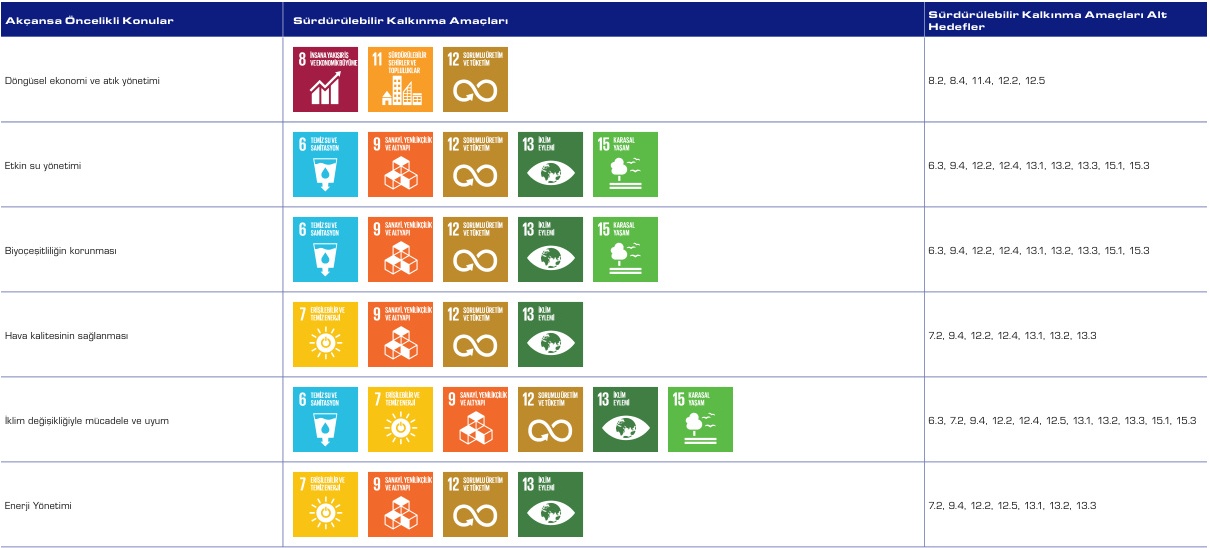 Akçansa Öncelikli Konular
Sürdürülebilir Kalkınma Amaçları
Sürdürülebilir Kalkınma Amaçları Alt
Hedefler
Döngüsel ekonomi ve atık yönetimi
8 İNSANA YAKIŞIR İŞ
VE EKONOMİK BÜYÜME
11 SÜRDÜRÜLEBİLİR
ŞEHİRLER VE
TOPLULUKLAR
12 SORUMLU ÜRETİM
VE TÜKETİM
8.2, 8.4, 11.4, 12.2, 12.5
Etkin su yönetimi
6 TEMİZ SU VE
SANİTASYON
9 SANAYİ, YENİLİKÇİLİK
VE ALTYAPI
12 SORUMLU ÜRETİM
VE TÜKETİM
13 İKLİM
EYLEMİ
15 KARASAL
YAŞAM
6.3, 9.4, 12.2, 12.4, 13.1, 13.2, 13.3, 15.1, 15.3
Biyoçeşitliliğin korunması
6 TEMİZ SU VE
SANİTASYON
9 SANAYİ, YENİLİKÇİLİK
VE ALTYAPI
12 SORUMLU ÜRETİM
VE TÜKETİM
13 İKLİM
EYLEMİ
15 KARASAL
YAŞAM
6.3, 9.4, 12.2, 12.4, 13.1, 13.2, 13.3, 15.1, 15.3
Hava kalitesinin sağlanması
7 ERİŞİLEBİLİR VE
TEMİZ ENERJİ
9 SANAYİ, YENİLİKÇİLİK
VE ALTYAPI
12 SORUMLU ÜRETİM
VE TÜKETİM
13 İKLİM
EYLEMİ
7.2, 9.4, 12.2, 12.4, 13.1, 13.2, 13.3
İklim değişikliğiyle mücadele ve uyum
6 TEMİZ SU VE
SANİTASYON
7 ERİŞİLEBİLİR VE
TEMİZ ENERJİ
9 SANAYİ, YENİLİKÇİLİK
VE ALTYAPI
12 SORUMLU ÜRETİM
VE TÜKETİM
13 İKLİM
EYLEMİ
15 KARASAL
YAŞAM
6.3, 7.2, 9.4, 12.2, 12.4, 12.5, 13.1, 13.2, 13.3, 15.1, 15.3
Enerji Yönetimi
7 ERİŞİLEBİLİR VE
TEMİZ ENERJİ
9 SANAYİ, YENİLİKÇİLİK
VE ALTYAPI
12 SORUMLU ÜRETİM
VE TÜKETİM
13 İKLİM
EYLEMİ
7.2, 9.4, 12.2, 12.5, 13.1, 13.2, 13.3